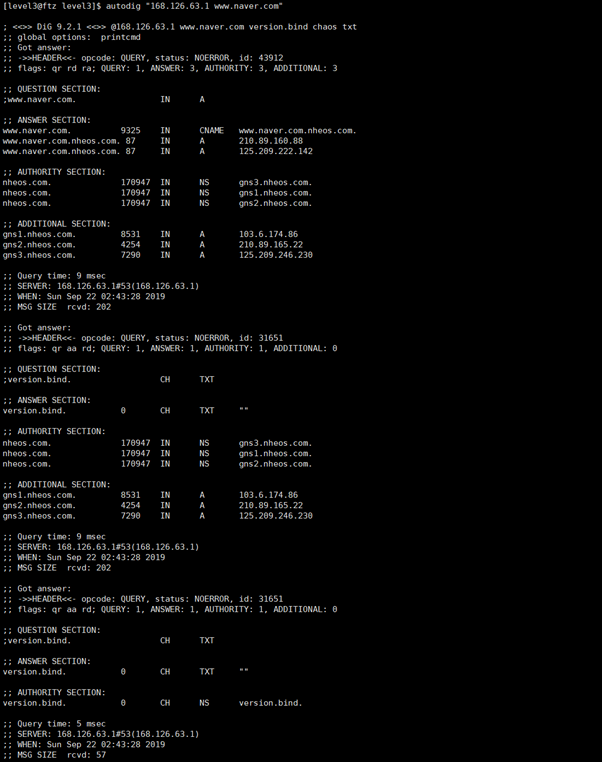 [level3@ftz level3]$ autodig "168.126.63.1 www.naver.com"
; <<>> DiG 9.2.1 <<>> @168.126.63.1 www.naver.com version.bind chaos txt
;; global options:  printcmd
;; Got answer:
;; ->>HEADER<<- opcode: QUERY, status: NOERROR, id: 43912
;; flags: qr rd ra; QUERY: 1, ANSWER: 3, AUTHORITY: 3, ADDITIONAL: 3
;; QUESTION SECTION:
;www.naver.com. IN A
;; ANSWER SECTION:
www.naver.com. 9325 IN CNAME www.naver.com.nheos.com.
www.naver.com.nheos.com. 87 IN A 210.89.160.88
www.naver.com.nheos.com. 87 IN A 125.209.222.142
;; AUTHORITY SECTION:
nheos.com. 170947 IN NS gns3.nheos.com.
nheos.com. 170947 IN NS gns1.nheos.com.
nheos.com. 170947 IN NS gns2.nheos.com.
;; ADDITIONAL SECTION:
gns1.nheos.com. 8531 IN A 103.6.174.86
gns2.nheos.com. 4254 IN A 210.89.165.22
gns3.nheos.com. 7290 IN A 125.209.246.230
;; Query time: 9 msec
;; SERVER: 168.126.63.1#53(168.126.63.1)
;; WHEN: Sun Sep 22 02:43:28 2019
;; MSG SIZE  rcvd: 202
;; Got answer:
;; ->>HEADER<<- opcode: QUERY, status: NOERROR, id: 31651
;; flags: qr aa rd; QUERY: 1, ANSWER: 1, AUTHORITY: 1, ADDITIONAL: 0
;; QUESTION SECTION:
;version.bind. CH TXT
;; ANSWER SECTION:
version.bind. 0 CH TXT ""
;; AUTHORITY SECTION:
nheos.com. 170947 IN NS gns3.nheos.com.
nheos.com. 170947 IN NS gns1.nheos.com.
nheos.com. 170947 IN NS gns2.nheos.com.
;; ADDITIONAL SECTION:
gns1.nheos.com. 8531 IN A 103.6.174.86
gns2.nheos.com. 4254 IN A 210.89.165.22
gns3.nheos.com. 7290 IN A 125.209.246.230
;; Query time: 9 msec
;; SERVER: 168.126.63.1#53(168.126.63.1)
;; WHEN: Sun Sep 22 02:43:28 2019
;; MSG SIZE  rcvd: 202
;; Got answer:
;; ->>HEADER<<- opcode: QUERY, status: NOERROR, id: 31651
;; flags: qr aa rd; QUERY: 1, ANSWER: 1, AUTHORITY: 1, ADDITIONAL: 0
;; QUESTION SECTION:
;version.bind. CH TXT
;; ANSWER SECTION:
version.bind. 0 CH TXT ""
;; AUTHORITY SECTION:
version.bind. 0 CH NS version.bind.
;; Query time: 5 msec
;; SERVER: 168.126.63.1#53(168.126.63.1)
;; WHEN: Sun Sep 22 02:43:28 2019
;; MSG SIZE  rcvd: 57